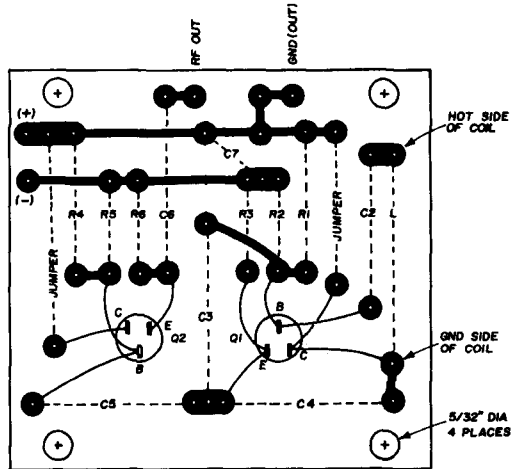 RF OUT
GND(OUT)
(+)
HOT SIDE
OF COIL
C7
(-)
R4
R5
R6
C6
R3
R2
R1
JUMPER
C2
L
JUMPER
C3
C
E
Q2
B
B
Q1
E
C
GND SIDE
OF COIL
C5
C4
5/32" DIA
4 PLACES